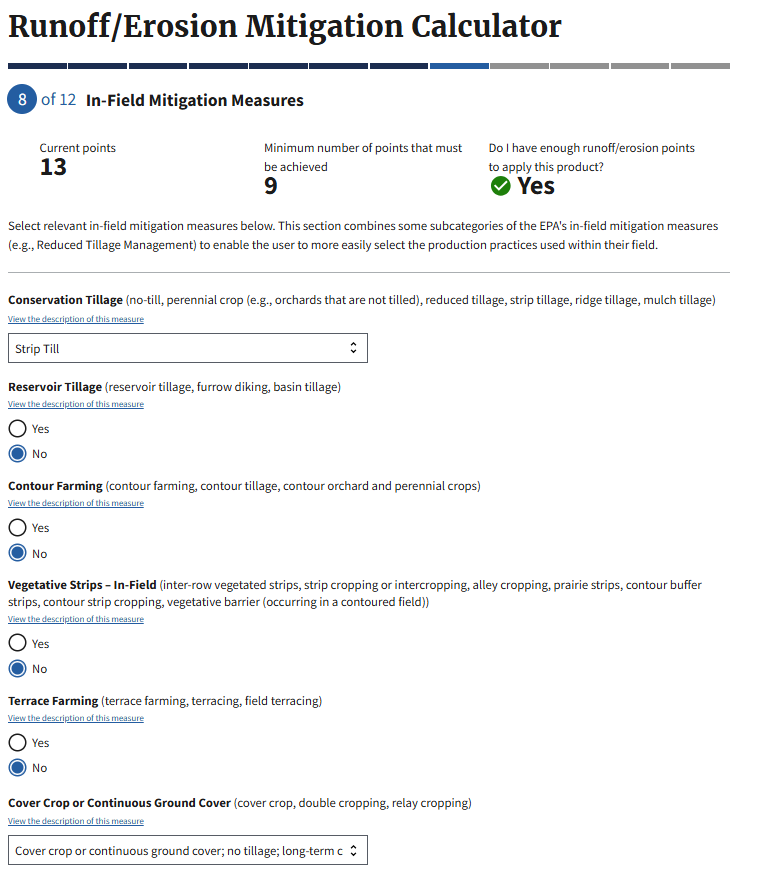 Runoff/Erosion Mitigation Calculator
8 of 12 In-Field Mitigation Measures
Current points
13
Minimum number of points that must
be achieved
9
Do I have enough runoff/erosion points
to apply this product?
Yes
Select relevant in-field mitigation measures below. This section combines some subcategories of the EPA's in-field mitigation measures
(e.g., Reduced Tillage Management) to enable the user to more easily select the production practices used within their field.
Conservation Tillage (no-till, perennial crop (e.g., orchards that are not tilled), reduced tillage, strip tillage, ridge tillage, mulch tillage)
View the description of this measure
Strip Till
Reservoir Tillage (reservoir tillage, furrow diking, basin tillage)
View the description of this measure
Yes
No
Contour Farming (contour farming, contour tillage, contour orchard and perennial crops)
View the description of this measure
Yes
No
Vegetative Strips – In-Field (inter-row vegetated strips, strip cropping or intercropping, alley cropping, prairie strips, contour buffer
strips, contour strip cropping, vegetative barrier (occurring in a contoured field))
View the description of this measure
Yes
No
Terrace Farming (terrace farming, terracing, field terracing)
View the description of this measure
Yes
No
Cover Crop or Continuous Ground Cover (cover crop, double cropping, relay cropping)
View the description of this measure
Cover crop or continuous ground cover; no tillage; long-term c